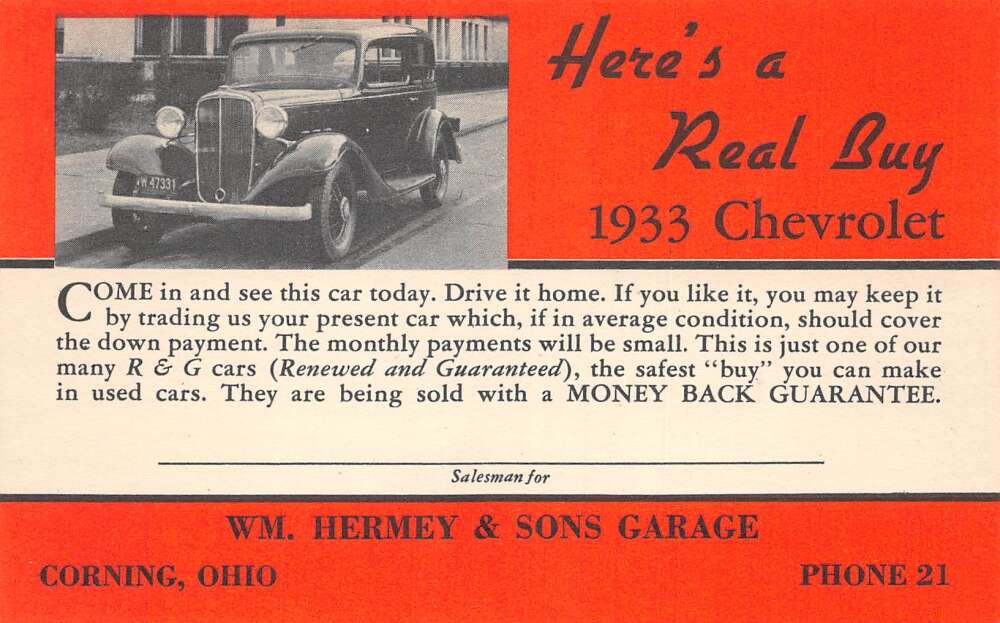 Here's a
Real Buy
1933 Chevrolet
W 47331
COME in and see this car today. Drive it home. If you like it, you may keep it
by trading us your present car which, if in average condition, should cover
the down payment. The monthly payments will be small. This is just one of our
many R & G cars (Renewed and Guaranteed), the safest "buy" you can make
in used cars. They are being sold with a MONEY BACK GUARANTEE.
Salesman for
WM. HERMEY & SONS GARAGE
CORNING, OHIO
PHONE 21